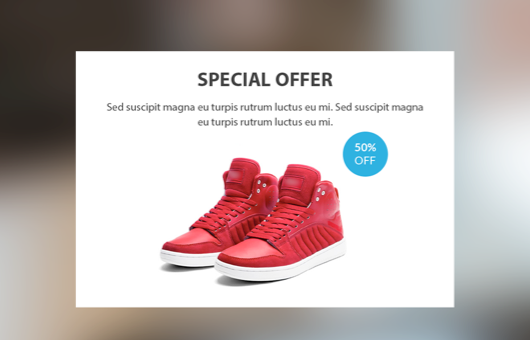 SPECIAL OFFER
Sed suscipit magna eu turpis rutrum luctus eu mi. Sed suscipit magna
eu turpis rutrum luctus eu mi.
50%
OFF